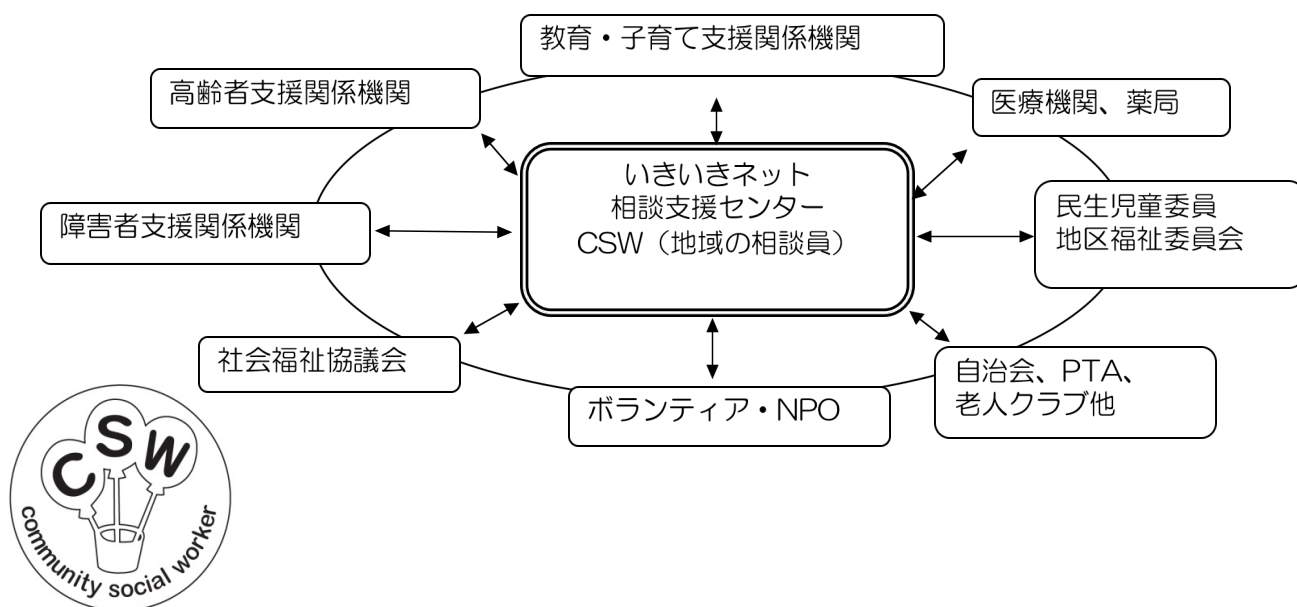 教育・子育て支援関係機関
高齢者支援関係機関
医療機関、薬局
いきいきネット
相談支援センター
CSW（地域の相談員）
障害者支援関係機関
民生児童委員
地区福祉委員会
社会福祉協議会
自治会、PTA、
老人クラブ他
ボランティア・NPO
CSW
community social worker